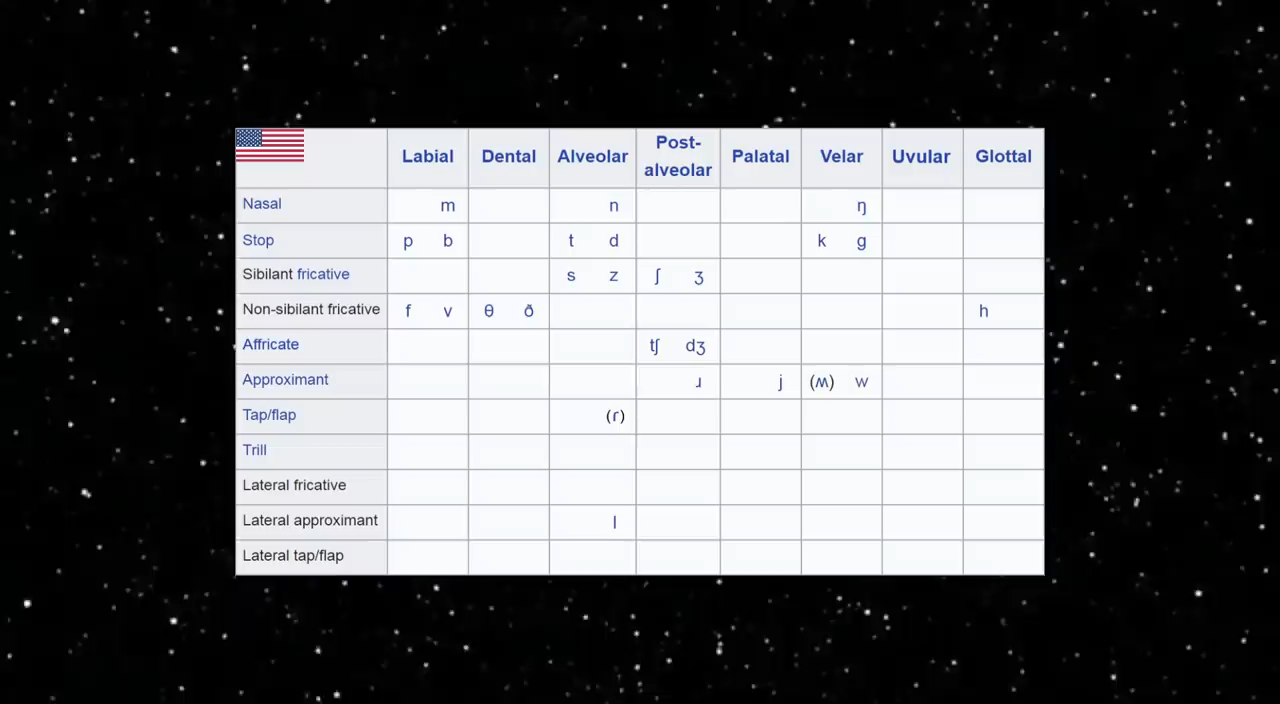 Labial Dental Alveolar Post-alveolar Palatal Velar Uvular Glottal
Nasal m n ŋ
Stop p b t d k g
Sibilant fricative s z ʃ ʒ
Non-sibilant fricative f v θ ð h
Affricate tʃ dʒ
Approximant ɹ j (ʍ) w
Tap/flap (ɾ)
Trill
Lateral fricative
Lateral approximant l
Lateral tap/flap